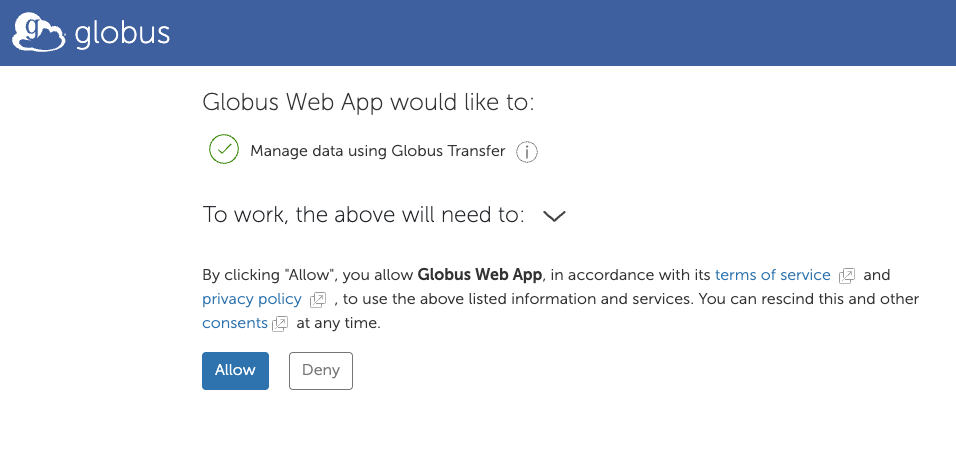 globus
Globus Web App would like to:
Manage data using Globus Transfer
To work, the above will need to:
By clicking "Allow", you allow Globus Web App, in accordance with its terms of service and
privacy policy , to use the above listed information and services. You can rescind this and other
consents at any time.
Allow Deny